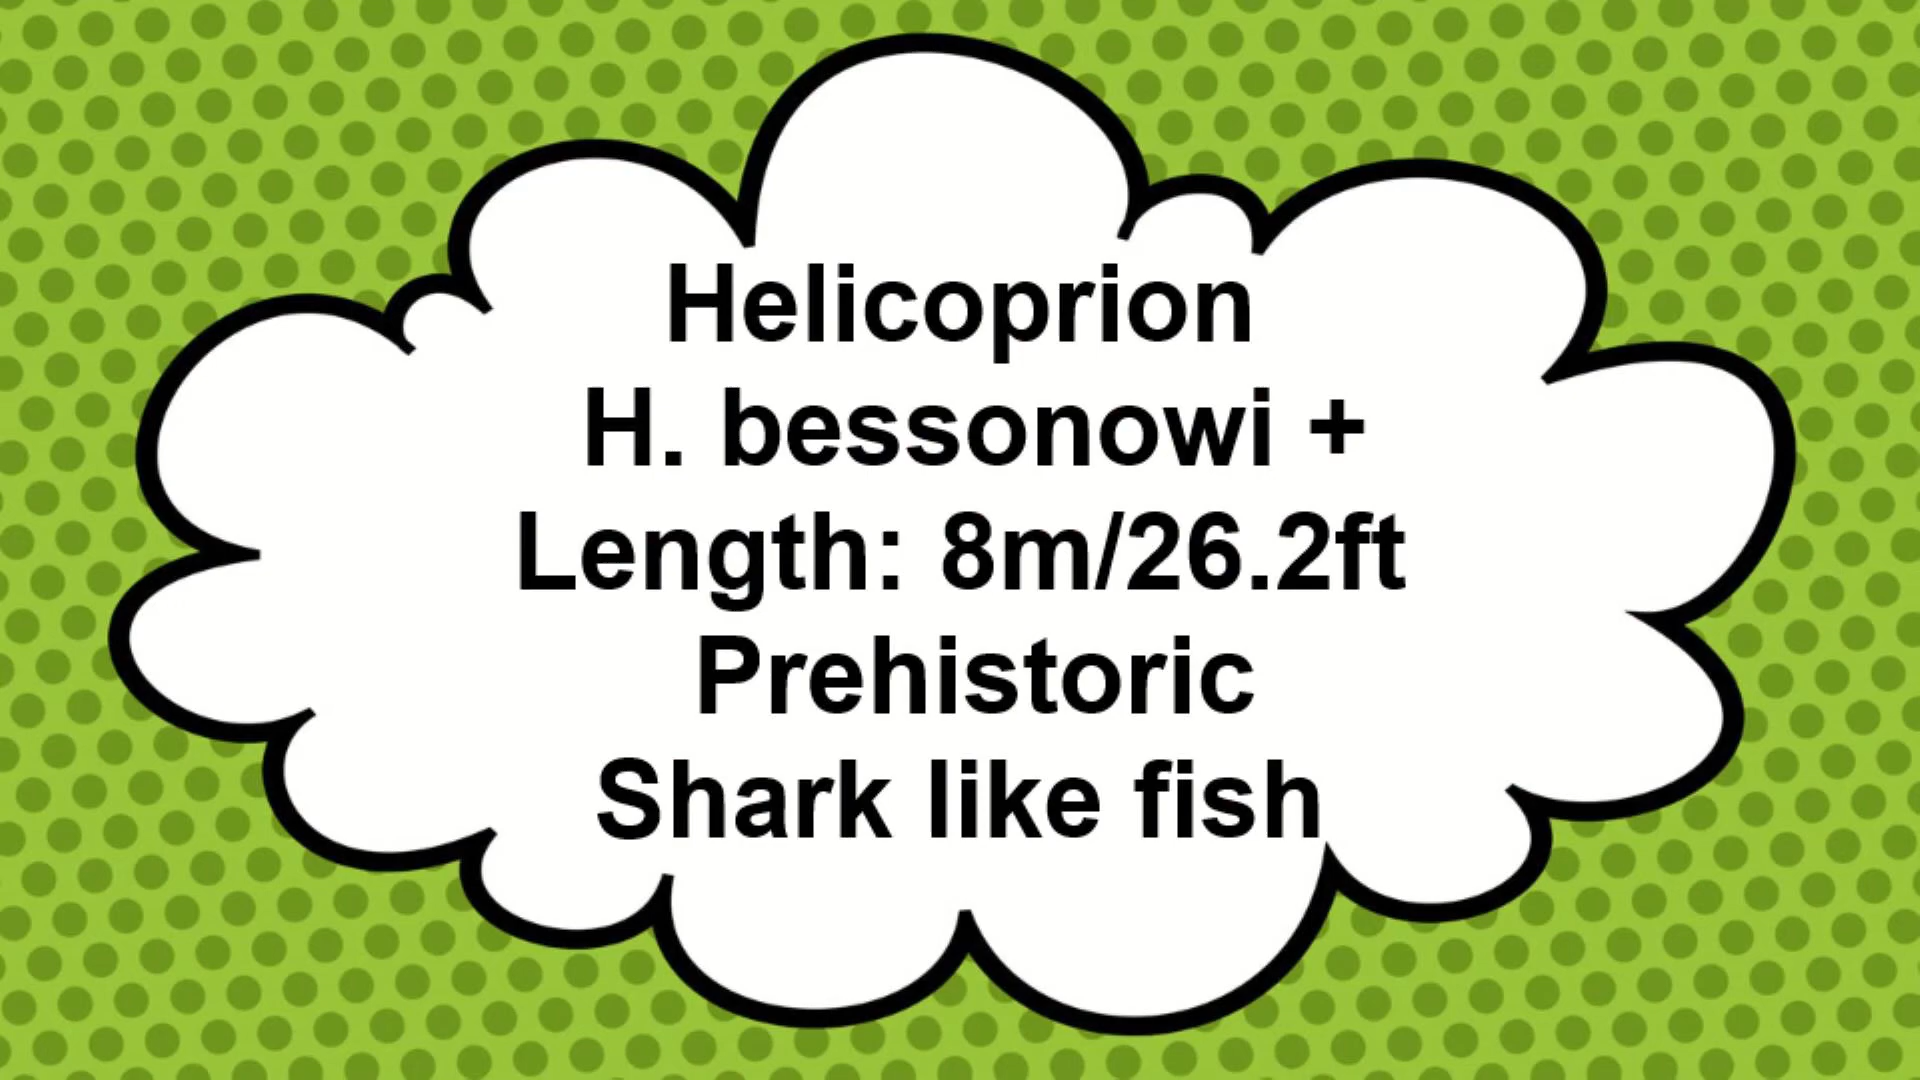 Helicoprion
H. bessonowi +
Length: 8m/26.2ft
Prehistoric
Shark like fish